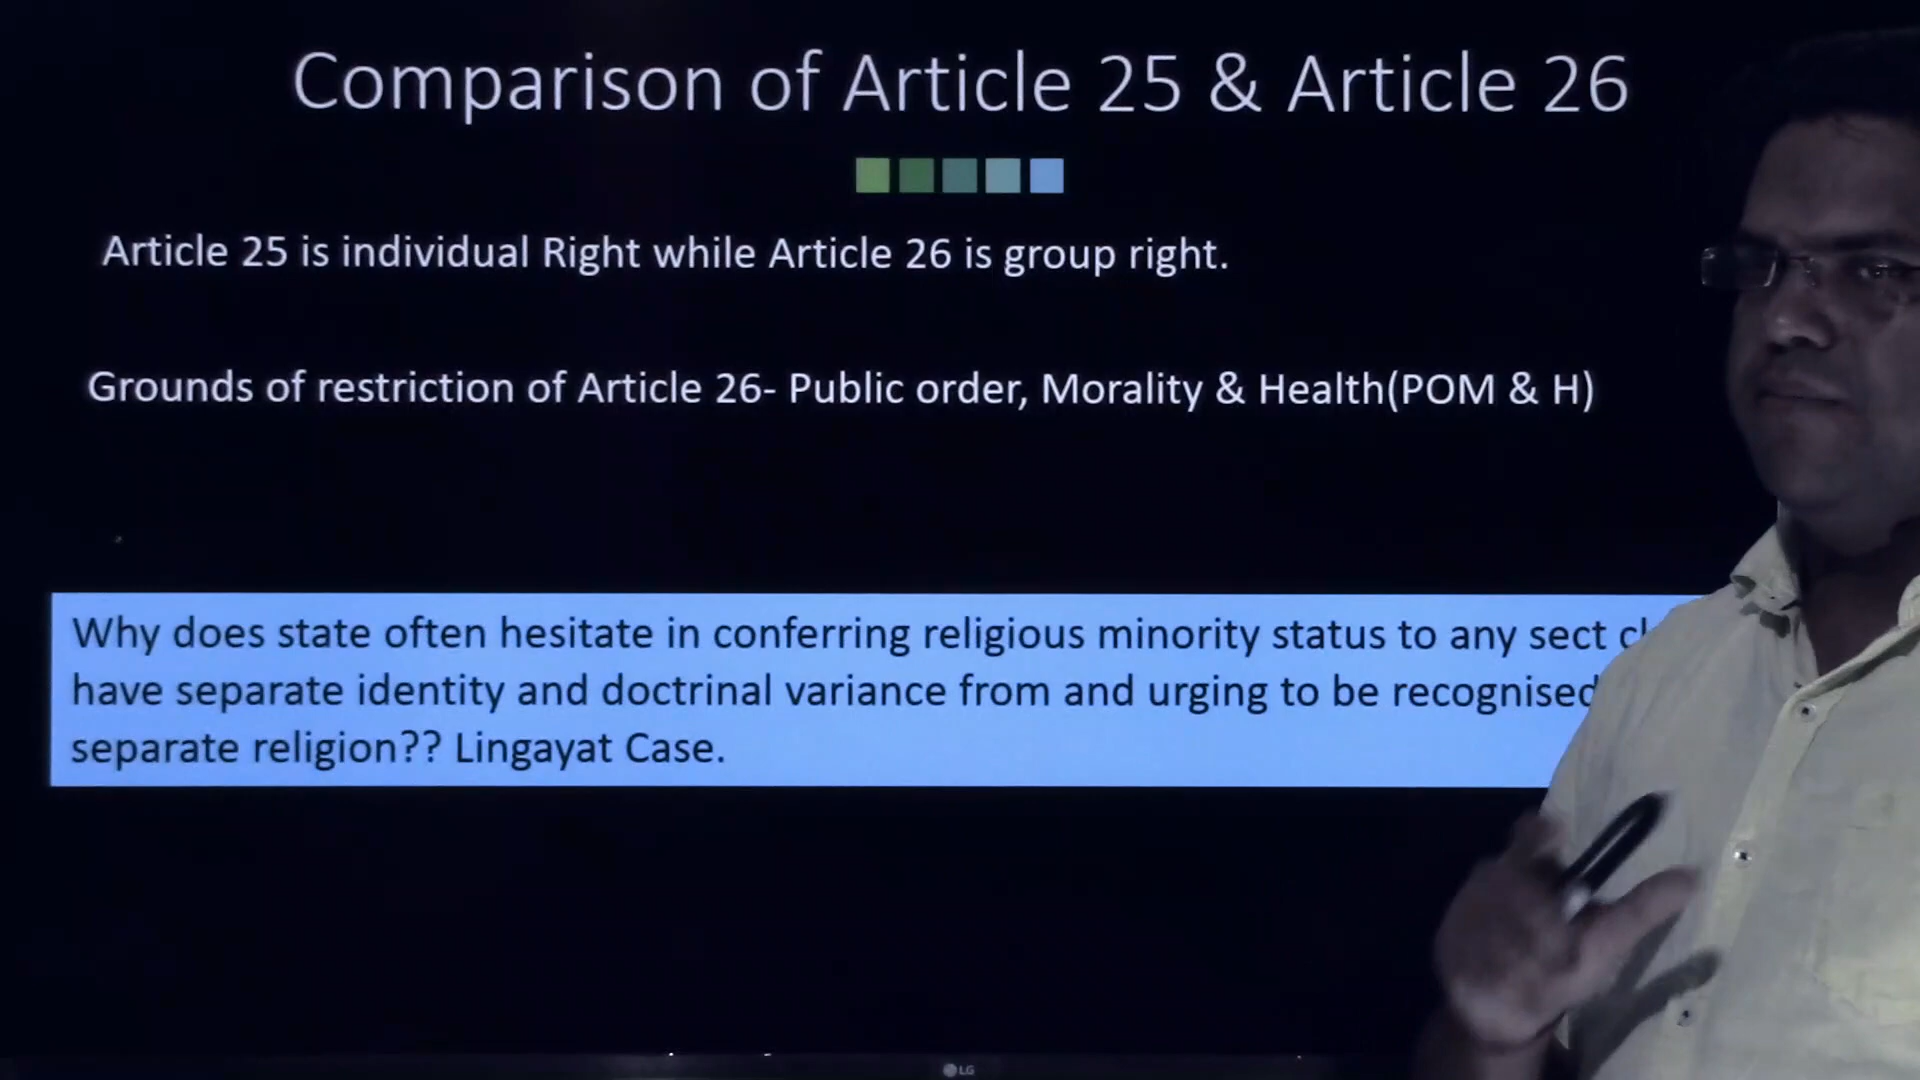 Comparison of Article 25 & Article 26
Article 25 is individual Right while Article 26 is group right.
Grounds of restriction of Article 26- Public order, Morality & Health(POM & H)
Why does state often hesitate in conferring religious minority status to any sect
have separate identity and doctrinal variance from and urging to be recognised
separate religion?? Lingayat Case.
LG